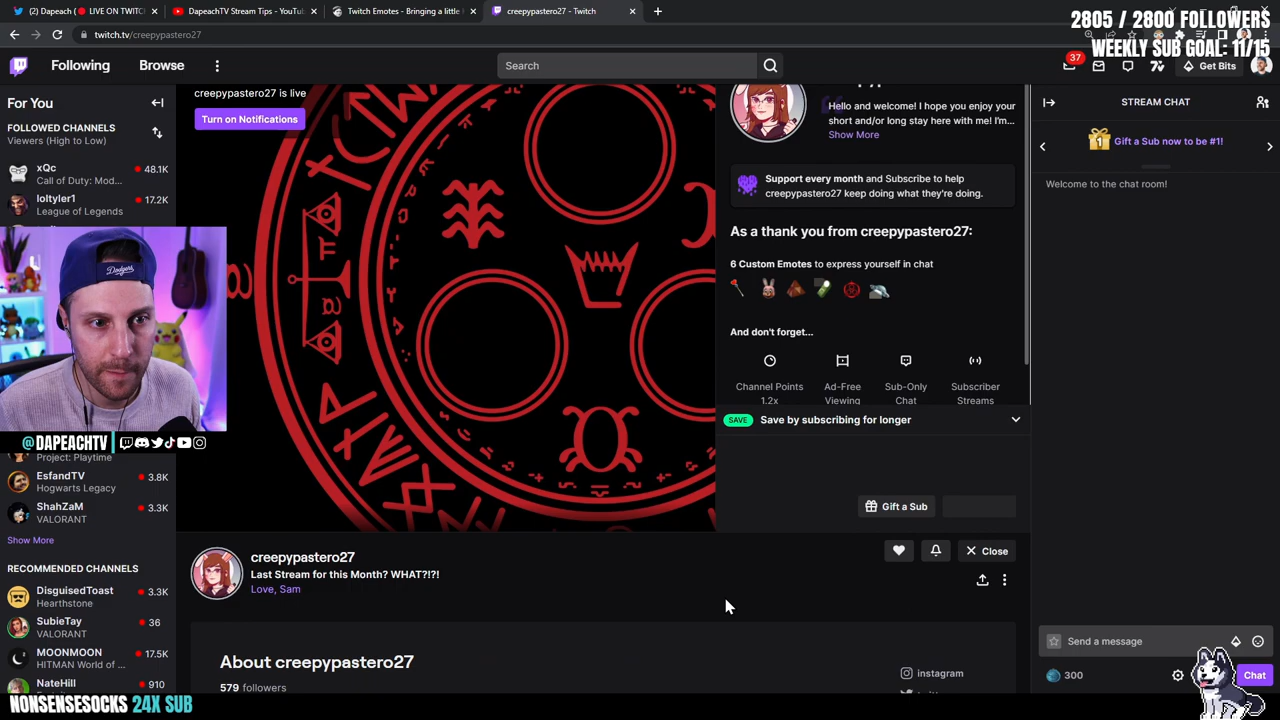 (2) Dapeach (🔴 LIVE ON TWITC
DapeachTV Stream Tips - YouTu
Twitch Emotes - Bringing a little
creepypastero27 - Twitch
twitch.tv/creepypastero27
2805 / 2800 FOLLOWERS
WEEKLY SUB GOAL: 11/15
Following
Browse
Search
37
Get Bits
For You
FOLLOWED CHANNELS
Viewers (High to Low)
xQc
48.1K
Call of Duty: Mod...
loltyler1
17.2K
League of Legends
Dodgers
@DAPEACHTV
Project: Playtime
EsfandTV
3.8K
Hogwarts Legacy
ShahZaM
3.3K
VALORANT
Show More
RECOMMENDED CHANNELS
DisguisedToast
3.3K
Hearthstone
SubieTay
36
VALORANT
MOONMOON
17.5K
HITMAN World of ...
NateHill
910
NONSENSESOCKS 24X SUB
creepypastero27 is live
Turn on Notifications
Hello and welcome! I hope you enjoy your
short and/or long stay here with me! I'm...
Show More
Support every month and Subscribe to help
creepypastero27 keep doing what they're doing.
As a thank you from creepypastero27:
6 Custom Emotes to express yourself in chat
And don't forget...
Channel Points
1.2x
Ad-Free
Viewing
Sub-Only
Chat
Subscriber
Streams
SAVE
Save by subscribing for longer
Gift a Sub
creepypastero27
Last Stream for this Month? WHAT?!?!
Love, Sam
Close
About creepypastero27
579 followers
instagram
STREAM CHAT
1
Gift a Sub now to be #1!
Welcome to the chat room!
Send a message
300
Chat